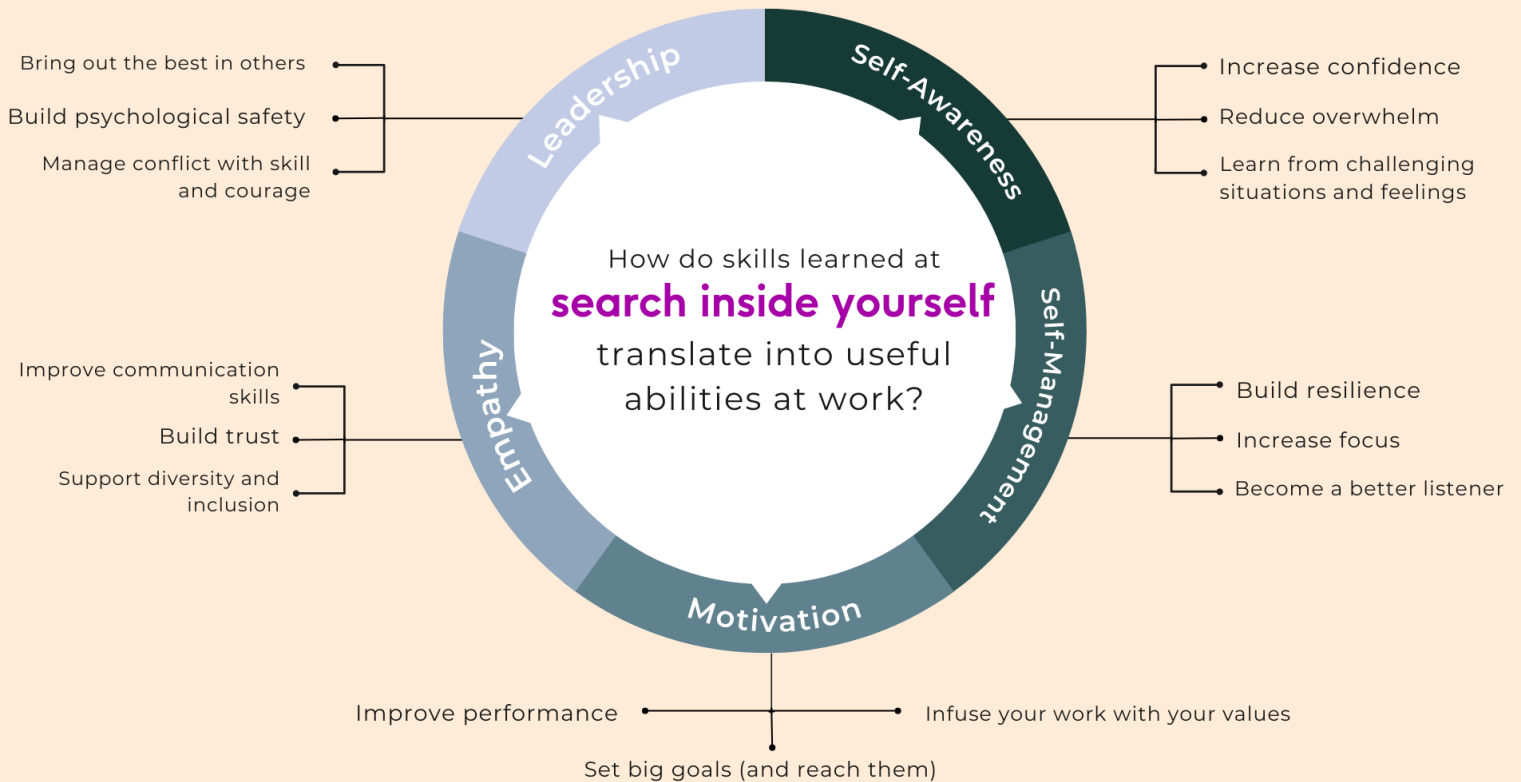 How do skills learned at
search inside yourself
translate into useful
abilities at work?
Self-Awareness
Increase confidence
Reduce overwhelm
Learn from challenging
situations and feelings
Self-Management
Build resilience
Increase focus
Become a better listener
Motivation
Improve performance
Infuse your work with your values
Set big goals (and reach them)
Empathy
Improve communication
skills
Build trust
Support diversity and
inclusion
Leadership
Bring out the best in others
Build psychological safety
Manage conflict with skill
and courage